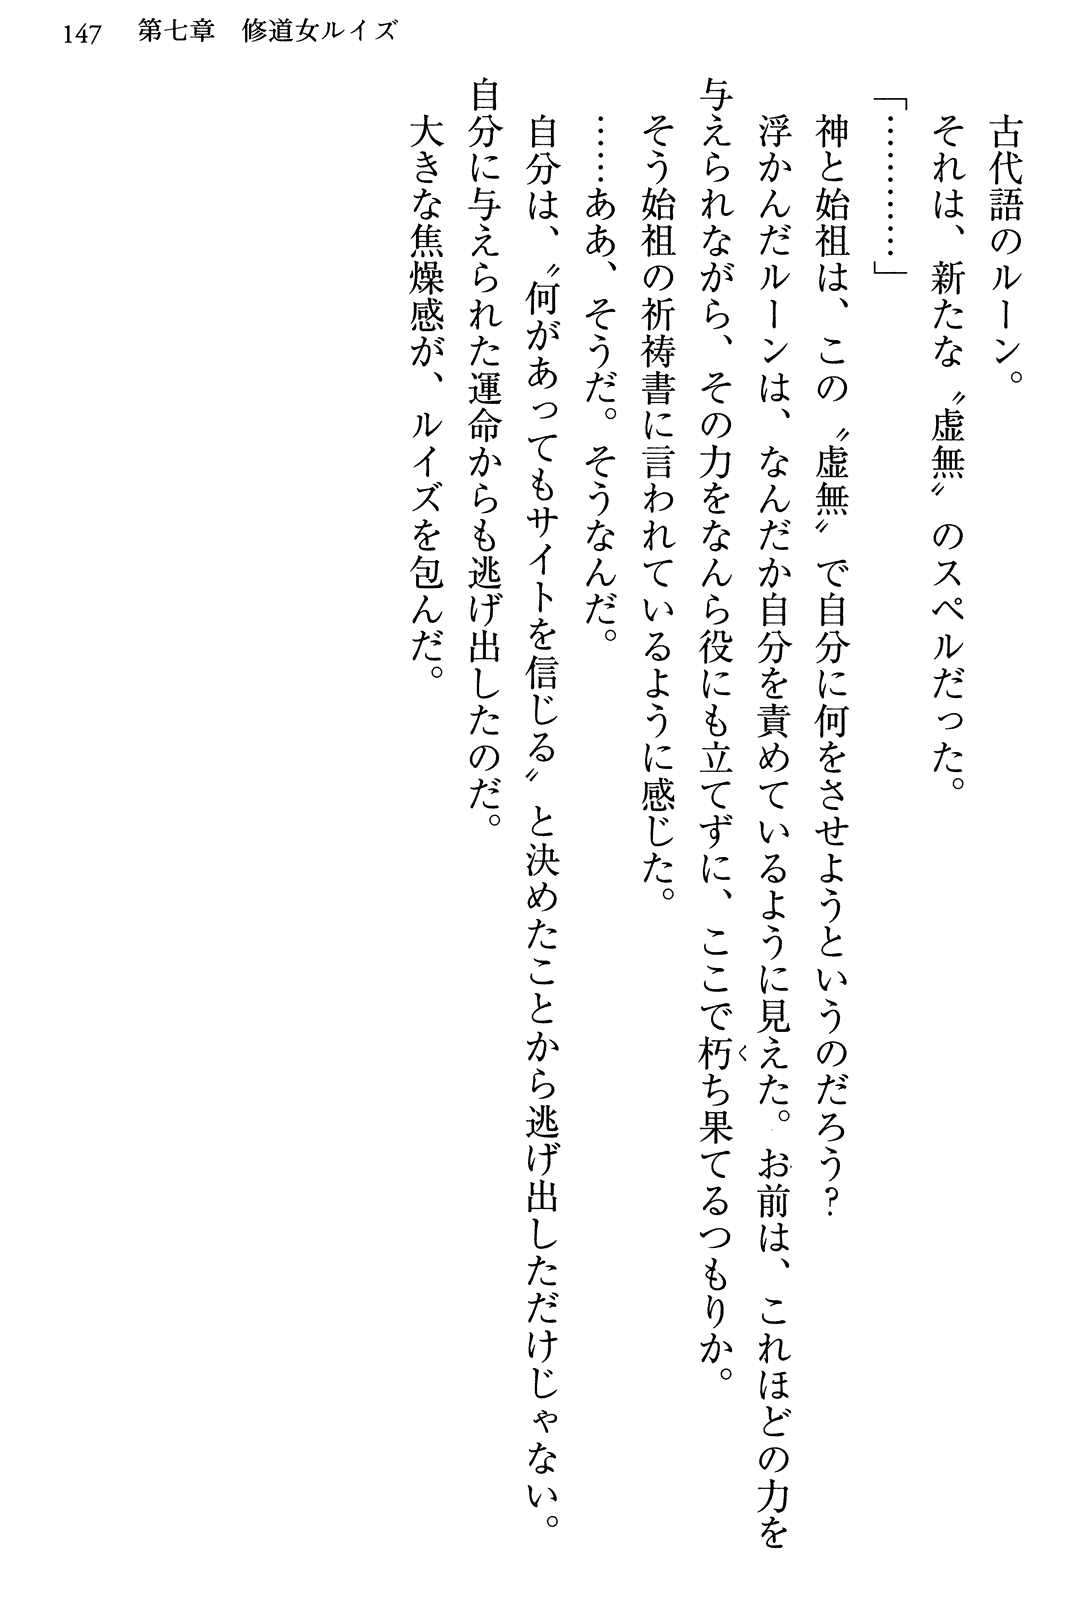 147　第七章　修道女ルイズ
古代語のルーン。
それは、新たな〝虚無〟のスペルだった。
「…………」
神と始祖は、この〝虚無〟で自分に何をさせようというのだろう？
浮かんだルーンは、なんだか自分を責めているように見えた。お前は、これほどの力を
与えられながら、その力をなんら役にも立てずに、ここで朽ち果てるつもりか。
そう始祖の祈祷書に言われているように感じた。
……ああ、そうだ。そうなんだ。
自分は、〝何があってもサイトを信じる〟と決めたことから逃げ出しただけじゃない。
自分に与えられた運命からも逃げ出したのだ。
大きな焦燥感が、ルイズを包んだ。